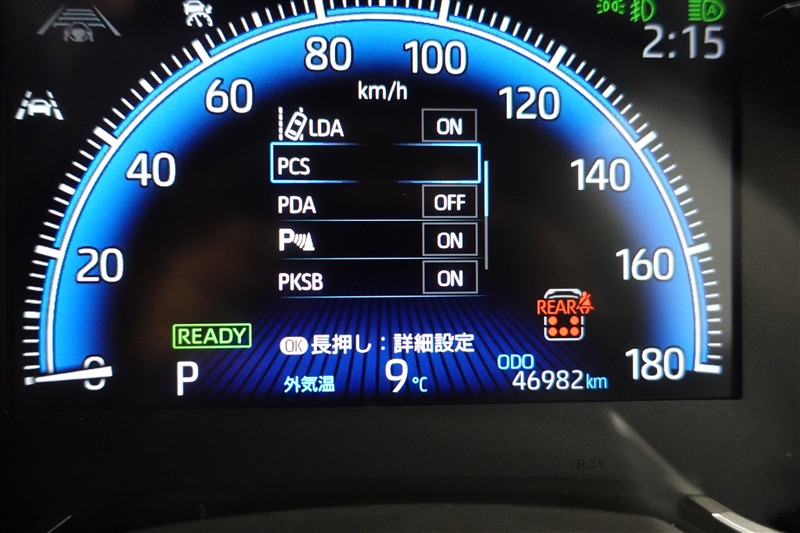 2:15
80 100
km/h
60 120
LDA ON
40 140
PCS
PDA OFF
P ON
20 160
PKSB ON
REAR
READY
OK 長押し:詳細設定
ODO
0 180
P 外気温 9℃ 46982km